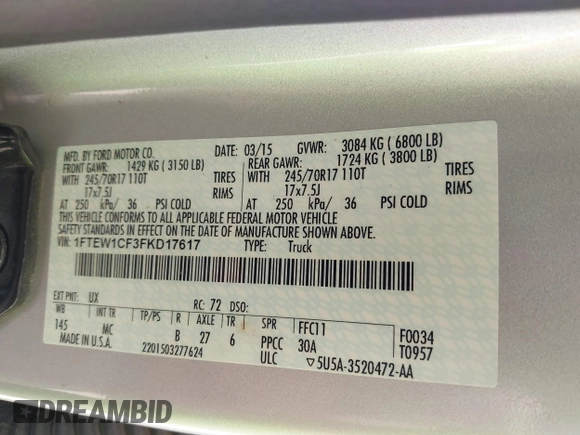 MFD. BY FORD MOTOR CO. DATE: 03/15 GVWR: 3084 KG ( 6800 LB)
FRONT GAWR: 1429 KG ( 3150 LB) REAR GAWR: 1724 KG ( 3800 LB)
WITH 245/70R17 110T TIRES WITH 245/70R17 110T TIRES
17x7.5J RIMS 17x7.5J RIMS
AT 250 kPa/ 36 PSI COLD AT 250 kPa/ 36 PSI COLD
THIS VEHICLE CONFORMS TO ALL APPLICABLE FEDERAL MOTOR VEHICLE
SAFETY STANDARDS IN EFFECT ON THE DATE OF MANUFACTURE SHOWN ABOVE.
VIN: 1FTEW1CF3FKD17617 TYPE: Truck
EXT PNT: UX RC: 72 DSO:
WB INT TR TP/PS R AXLE TR SPR FFC11 F0034
145 MC B 27 6 PPCC 30A T0957
MADE IN U.S.A. 2201503277624 ULC ▽5U5A-3520472-AA
DREAMBID